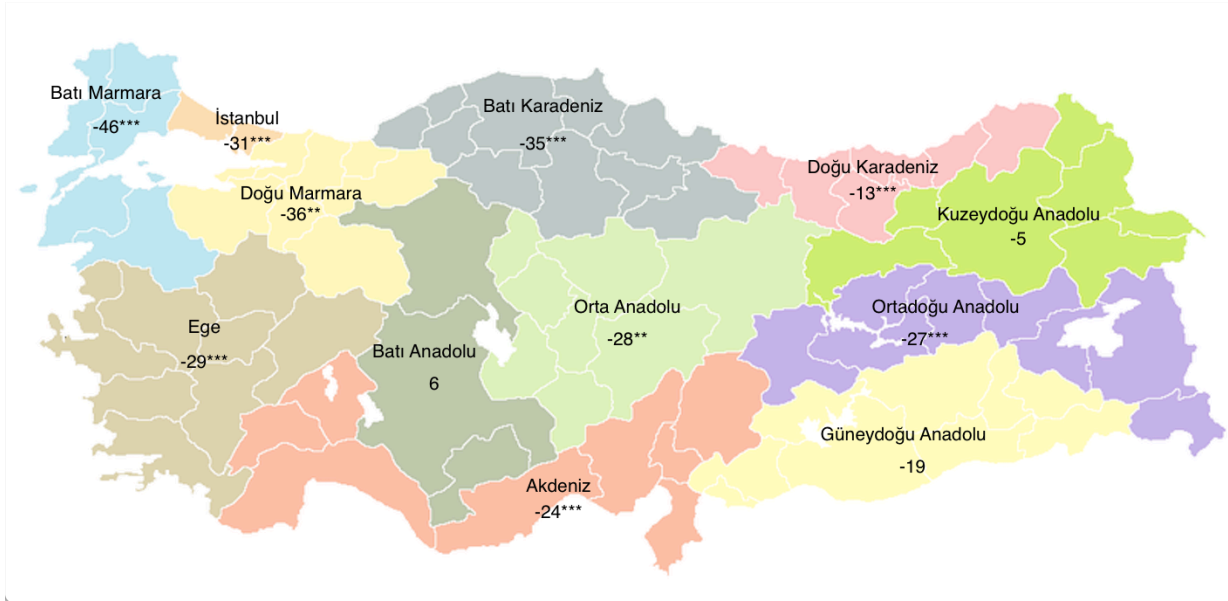 Batı Marmara
-46***
İstanbul
-31***
Batı Karadeniz
-35***
Doğu Karadeniz
-13***
Doğu Marmara
-36**
Kuzeydoğu Anadolu
-5
Ege
-29***
Batı Anadolu
6
Orta Anadolu
-28**
Ortadoğu Anadolu
-27***
Güneydoğu Anadolu
-19
Akdeniz
-24***